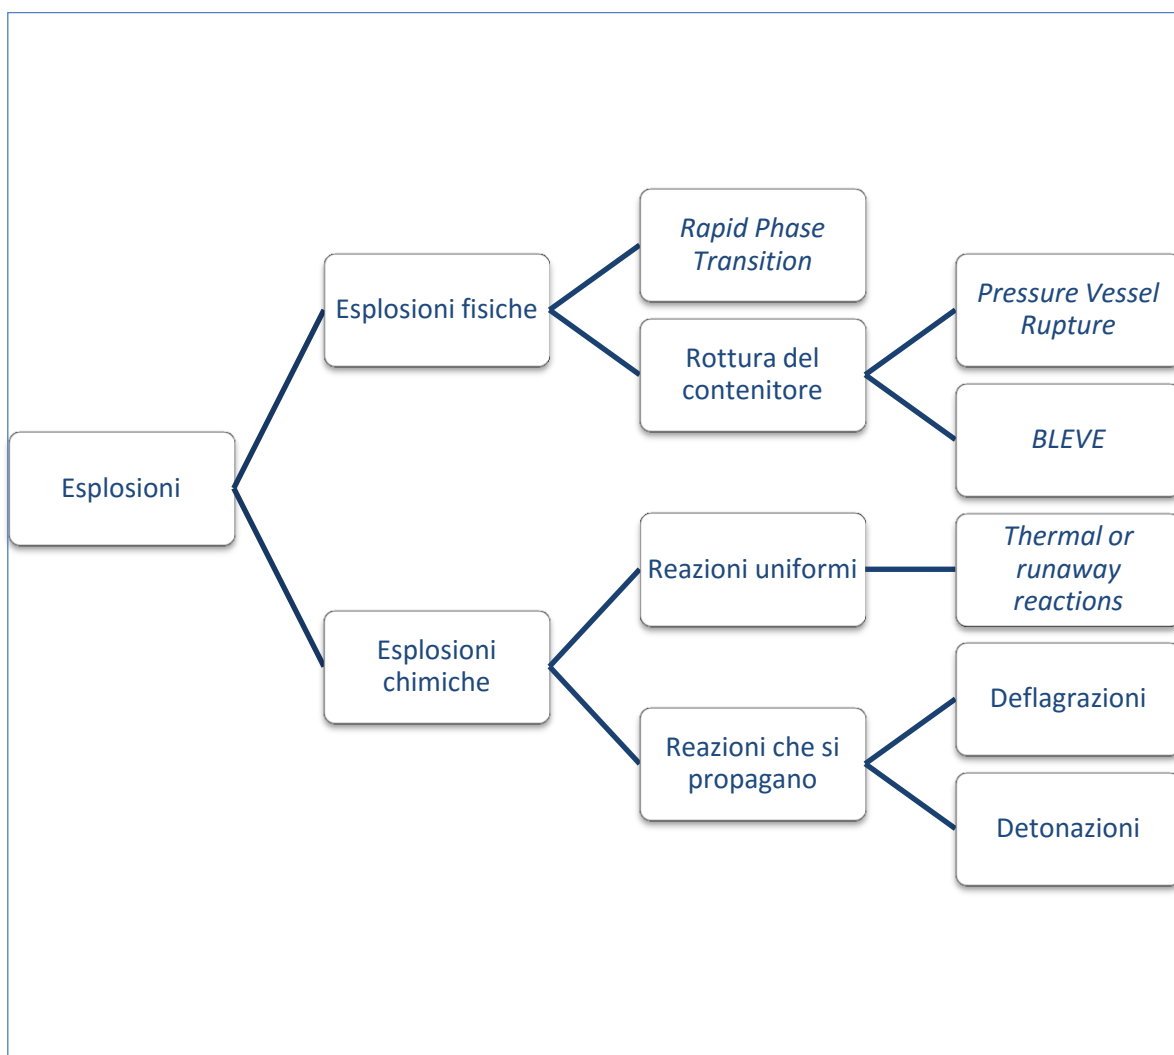 Esplosioni
Esplosioni fisiche
Rapid Phase
Transition
Rottura del
contenitore
Pressure Vessel
Rupture
BLEVE
Esplosioni
chimiche
Reazioni uniformi
Thermal or
runaway
reactions
Reazioni che si
propagano
Deflagrazioni
Detonazioni